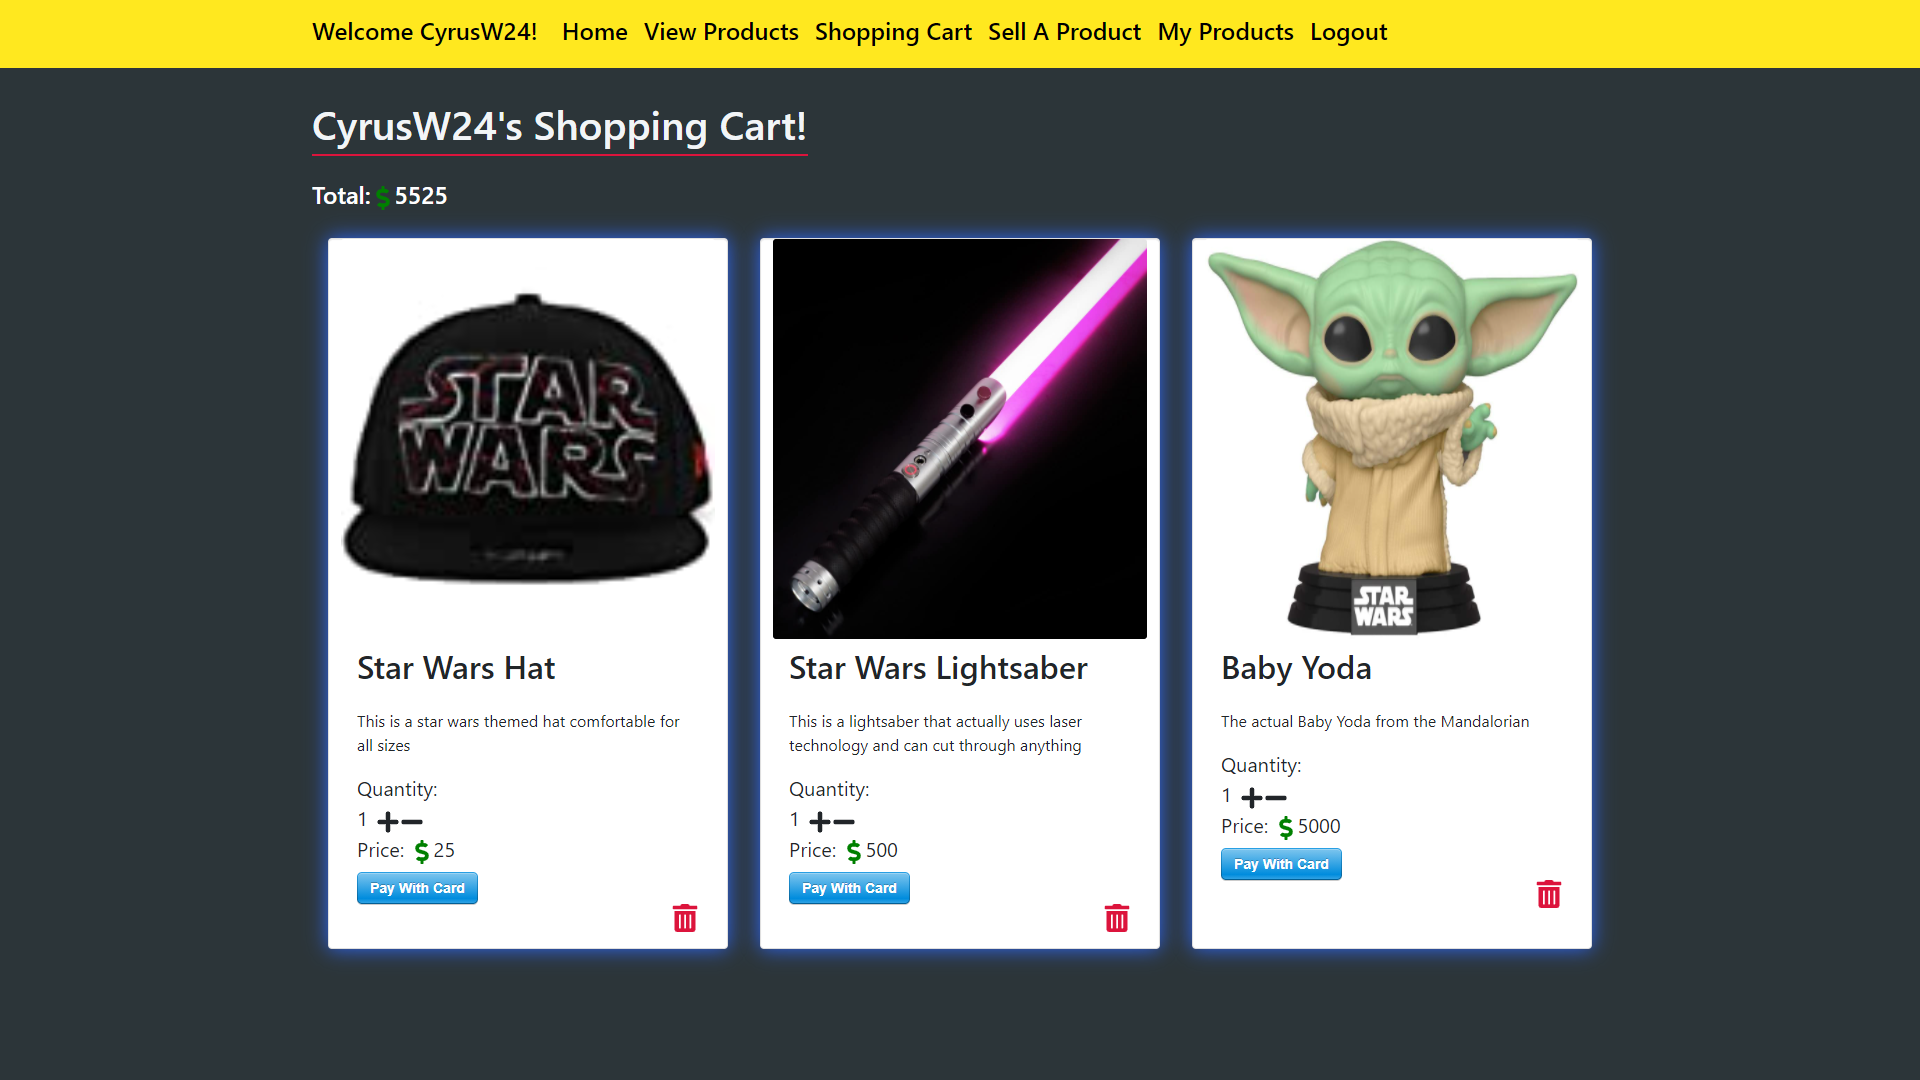 Welcome CyrusW24! Home View Products Shopping Cart Sell A Product My Products Logout
CyrusW24's Shopping Cart!
Total: $ 5525
STAR
WARS
Star Wars Hat
This is a star wars themed hat comfortable for
all sizes
Quantity:
1
Price: $ 25
Pay With Card
Star Wars Lightsaber
This is a lightsaber that actually uses laser
technology and can cut through anything
Quantity:
1
Price: $ 500
Pay With Card
STAR
WARS
Baby Yoda
The actual Baby Yoda from the Mandalorian
Quantity:
1
Price: $ 5000
Pay With Card